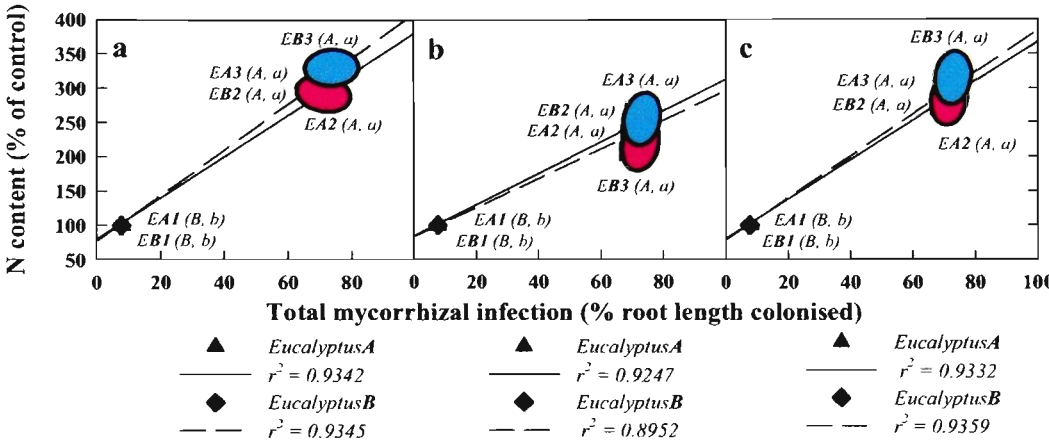 N content (% of control)
400
350
300
250
200
150
100
50
a
EB3 (A, a)
EA3 (A, a)
EB2 (A, a)
EA2 (A, a)
EA1 (B, b)
EB1 (B, b)
b
EA3 (A, a)
EB2 (A, a)
EA2 (A, a)
EB3 (A, a)
EA1 (B, b)
EB1 (B, b)
c
EB3 (A, a)
EA3 (A, a)
EB2 (A, a)
EA2 (A, a)
EA1 (B, b)
EB1 (B, b)
0 20 40 60 80 0 20 40 60 80 0 20 40 60 80 100
Total mycorrhizal infection (% root length colonised)
EucalyptusA
r² = 0.9342
EucalyptusB
r² = 0.9345
EucalyptusA
r² = 0.9247
EucalyptusB
r² = 0.8952
EucalyptusA
r² = 0.9332
EucalyptusB
r² = 0.9359